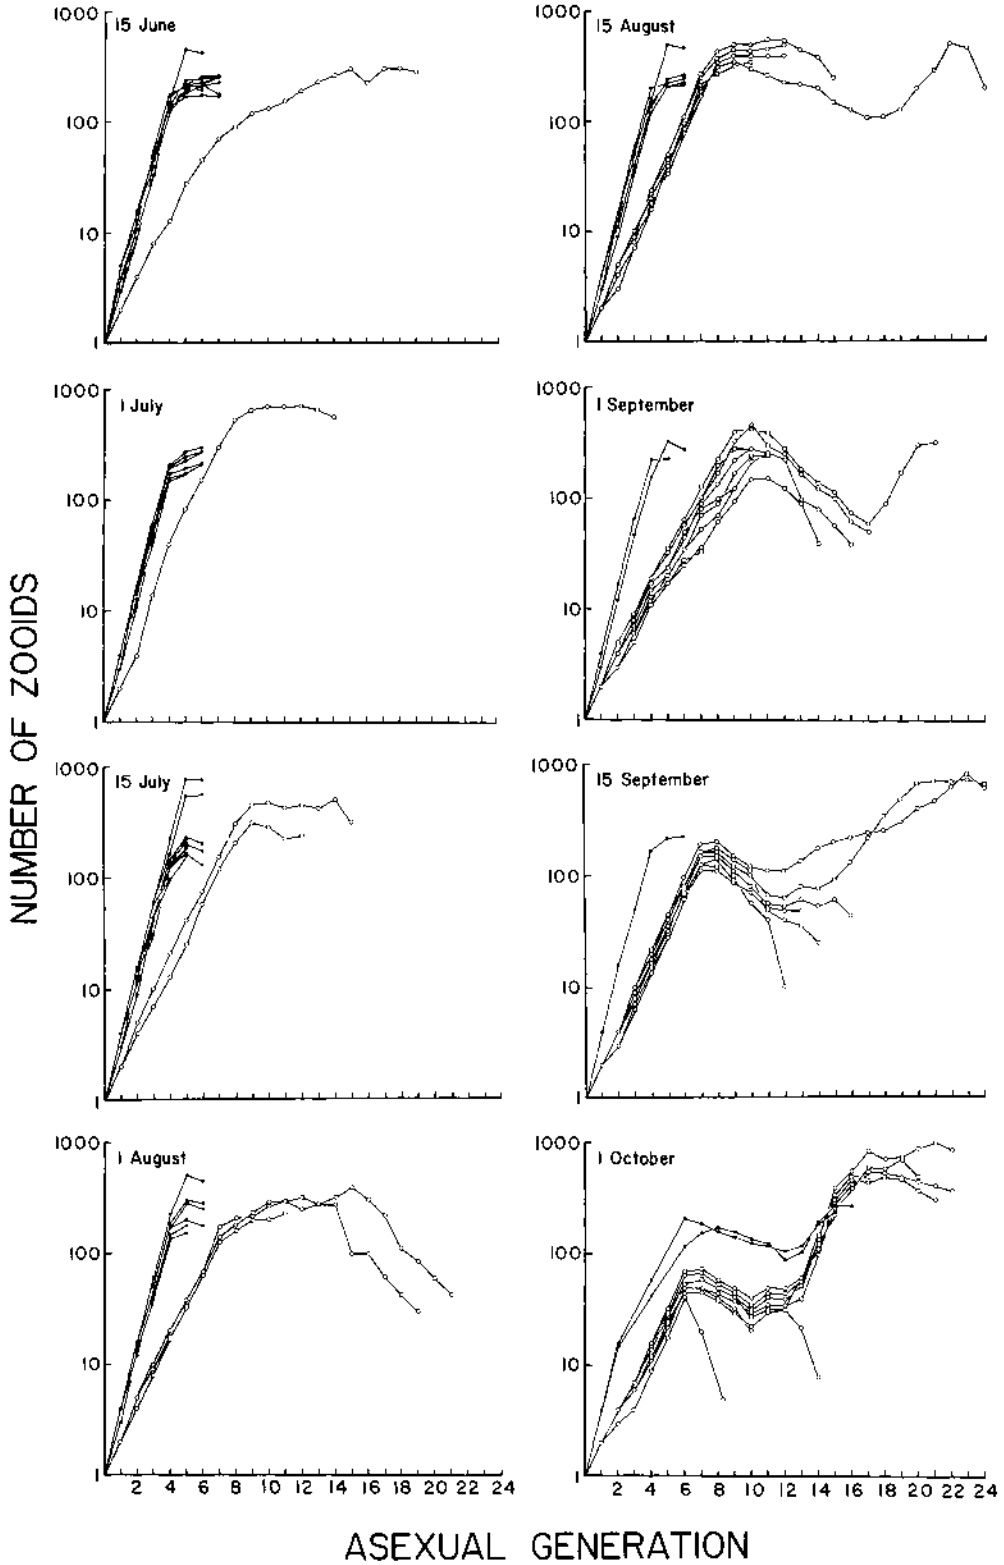 NUMBER OF ZOOIDS
15 June
1000
100
10
1
15 August
1000
100
10
1
1 July
1000
100
10
1
1 September
1000
100
10
1
15 July
1000
100
10
1
15 September
1000
100
10
1
1 August
1000
100
10
1
2 4 6 8 10 12 14 16 18 20 22 24
1 October
1000
100
10
1
2 4 6 8 10 12 14 16 18 20 22 24
ASEXUAL GENERATION